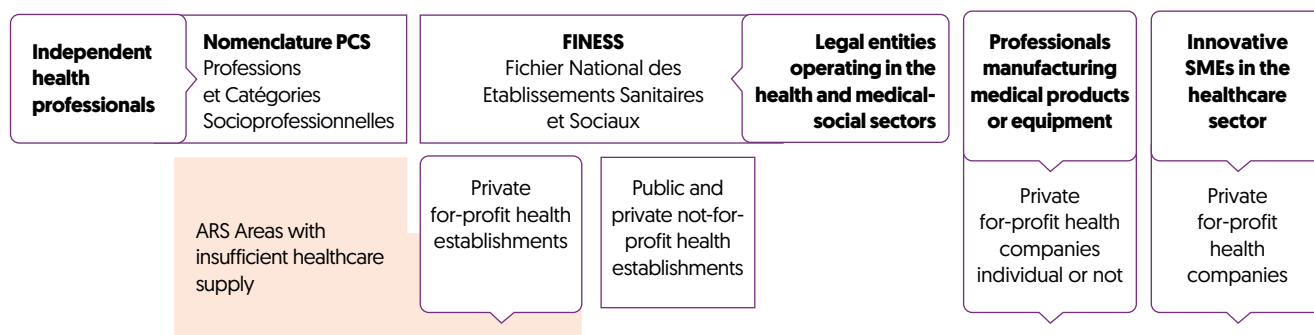 Independent
health
professionals
Nomenclature PCS
Professions
et Catégories
Socioprofessionnelles
FINESS
Fichier National des
Etablissements Sanitaires
et Sociaux
Legal entities
operating in the
health and medical-
social sectors
Professionals
manufacturing
medical products
or equipment
Innovative
SMEs in the
healthcare
sector
ARS Areas with
insufficient healthcare
supply
Private
for-profit health
establishments
Public and
private not-for-
profit health
establishments
Private
for-profit health
companies
individual or not
Private
for-profit
health
companies